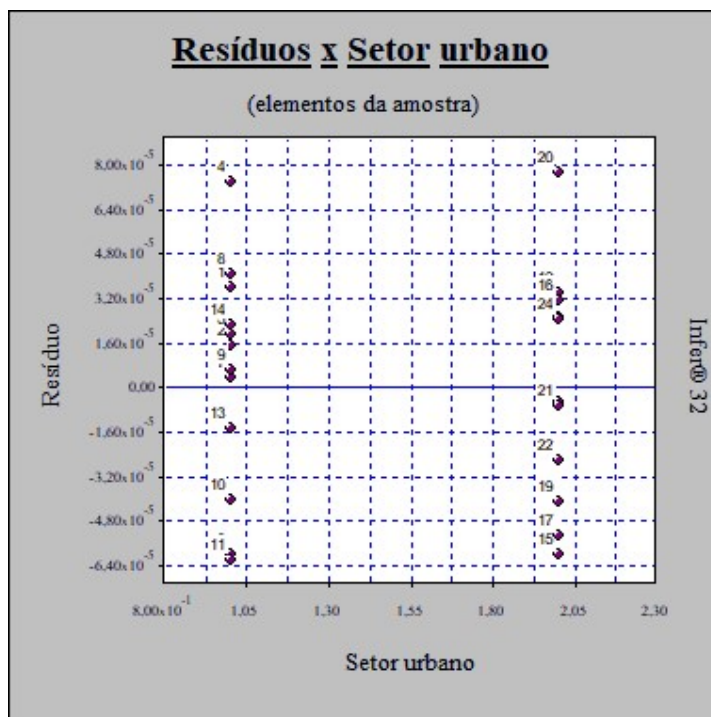 Resíduos x Setor urbano
(elementos da amostra)
8,00x10^-5
6,40x10^-5
4,80x10^-5
3,20x10^-5
1,60x10^-5
0,00
-1,60x10^-5
-3,20x10^-5
-4,80x10^-5
-6,40x10^-5
Resíduo
4
8
1
14
2
9
13
10
11
20
16
24
21
22
19
17
15
Infer® 32
8,00x10^-1 1,05 1,30 1,55 1,80 2,05 2,30
Setor urbano